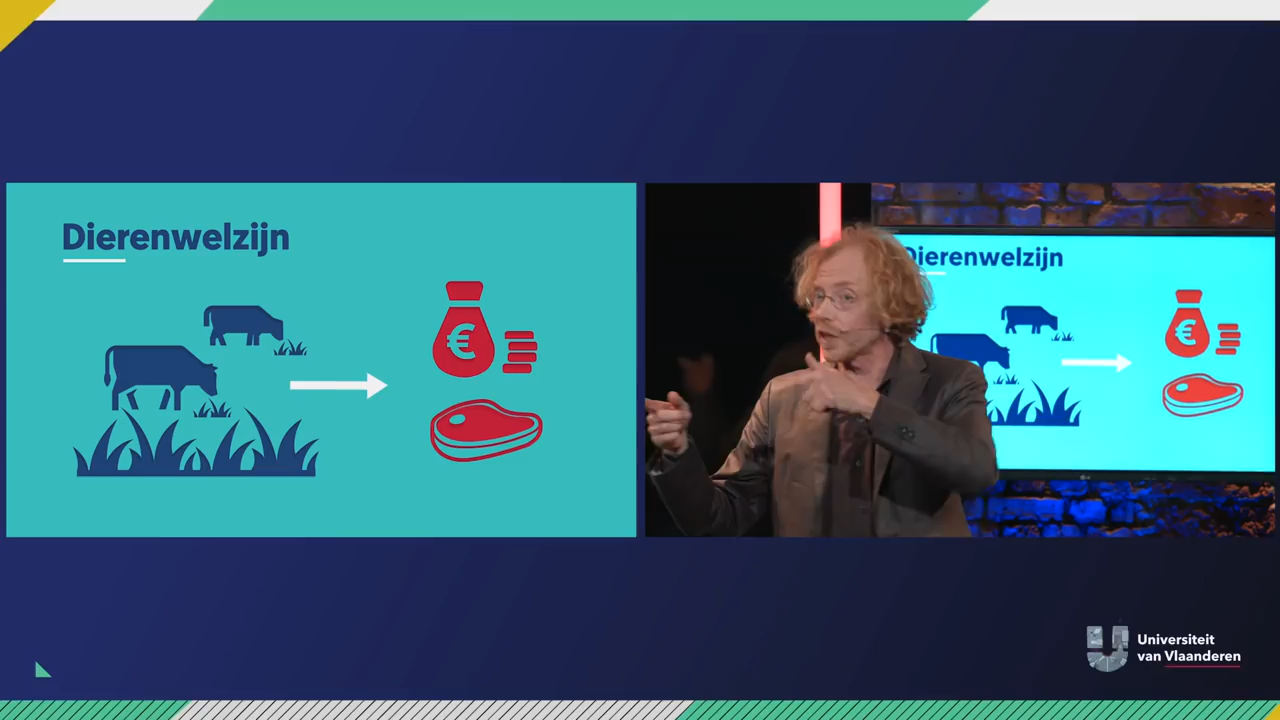 Dierenwelzijn
€
Dierenwelzijn
€
Universiteit
van Vlaanderen